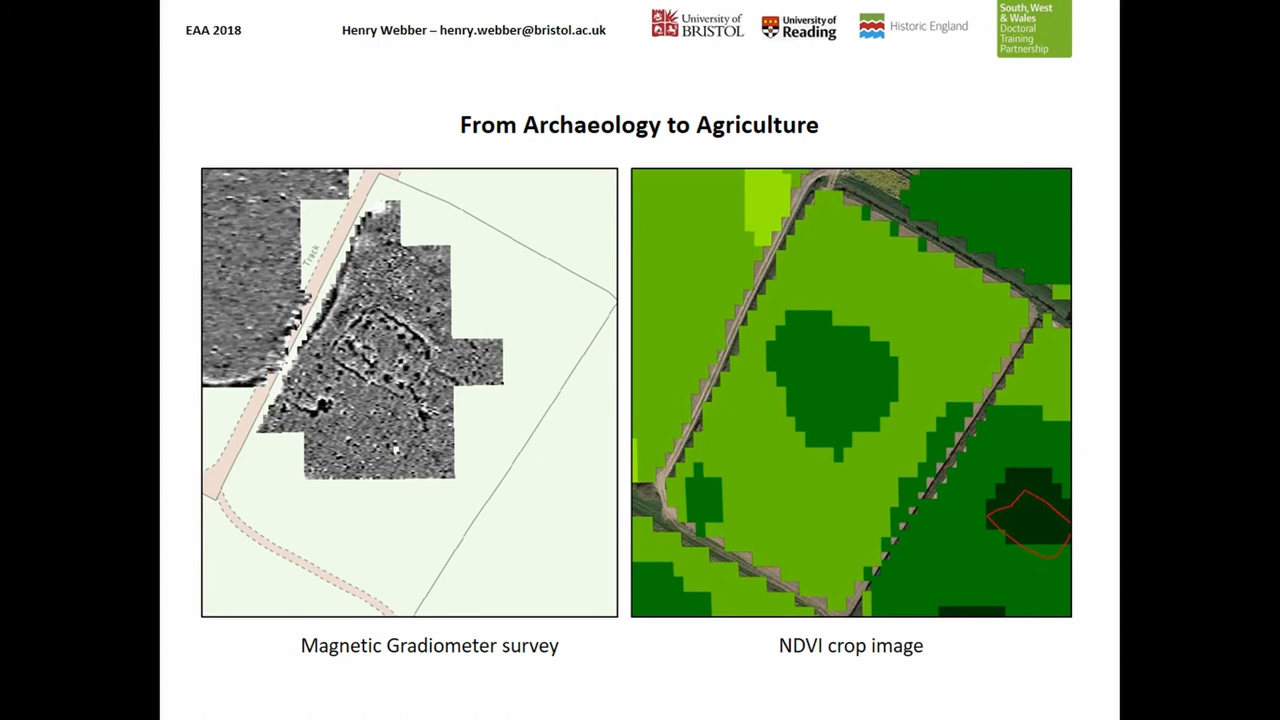 EAA 2018
Henry Webber – henry.webber@bristol.ac.uk
University of
BRISTOL
University of
Reading
Historic England
South, West
& Wales
Doctoral
Training
Partnership
From Archaeology to Agriculture
Track
Magnetic Gradiometer survey
NDVI crop image